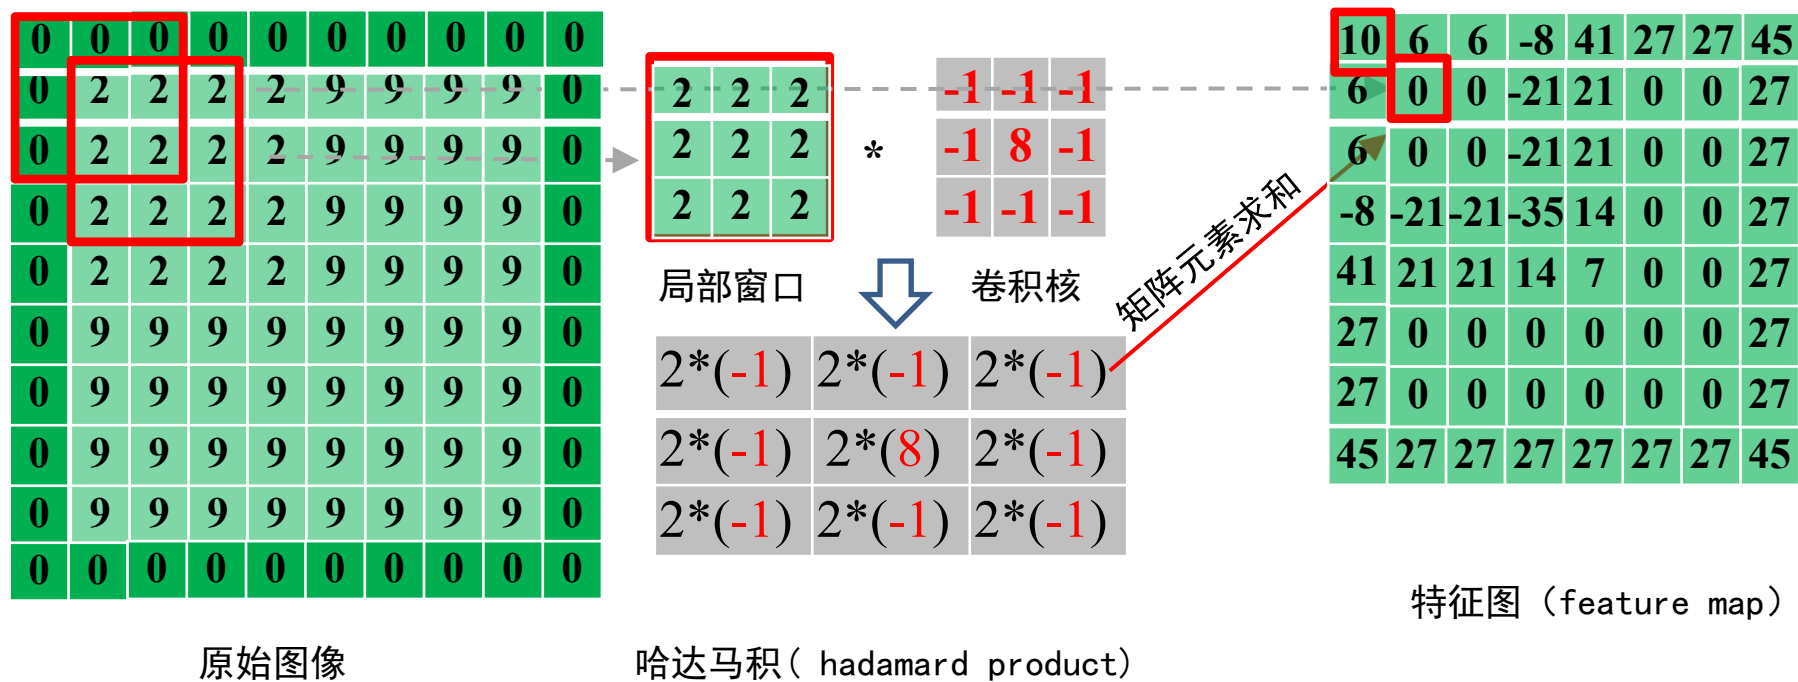 0 0 0 0 0 0 0 0 0 0
0 2 2 2 2 9 9 9 9 0
0 2 2 2 2 9 9 9 9 0
0 2 2 2 2 9 9 9 9 0
0 2 2 2 2 9 9 9 9 0
0 9 9 9 9 9 9 9 9 0
0 9 9 9 9 9 9 9 9 0
0 9 9 9 9 9 9 9 9 0
0 9 9 9 9 9 9 9 9 0
0 0 0 0 0 0 0 0 0 0
原始图像
2 2 2
2 2 2
2 2 2
局部窗口
*
-1 -1 -1
-1 8 -1
-1 -1 -1
卷积核
2*(-1) 2*(-1) 2*(-1)
2*(-1) 2*(8) 2*(-1)
2*(-1) 2*(-1) 2*(-1)
哈达马积( hadamard product)
矩阵元素求和
10 6 6 -8 41 27 27 45
6 0 0 -21 21 0 0 27
6 0 0 -21 21 0 0 27
-8 -21 -21 -35 14 0 0 27
41 21 21 14 7 0 0 27
27 0 0 0 0 0 0 27
27 0 0 0 0 0 0 27
45 27 27 27 27 27 27 45
特征图（feature map）